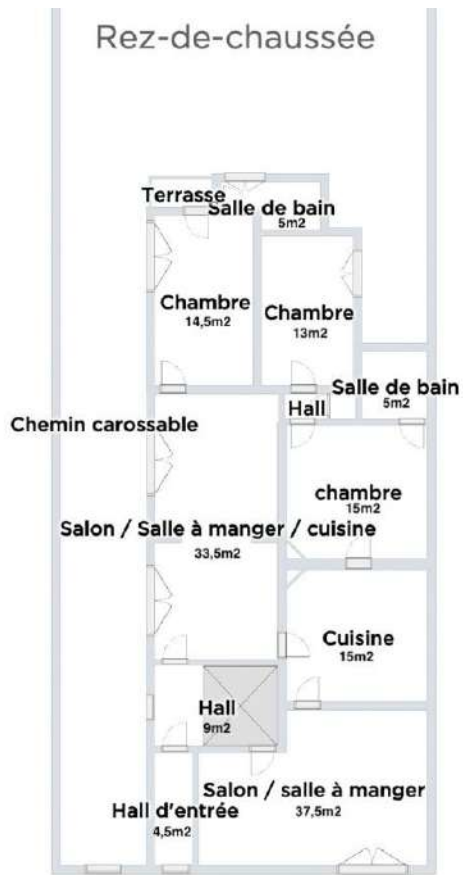 Rez-de-chaussée
Terrasse
Salle de bain
5m2
Chambre
14,5m2
Chambre
13m2
Salle de bain
5m2
Hall
Chemin carossable
chambre
15m2
Salon / Salle à manger / cuisine
33,5m2
Cuisine
15m2
Hall
9m2
Salon / salle à manger
37,5m2
Hall d'entrée
4,5m2